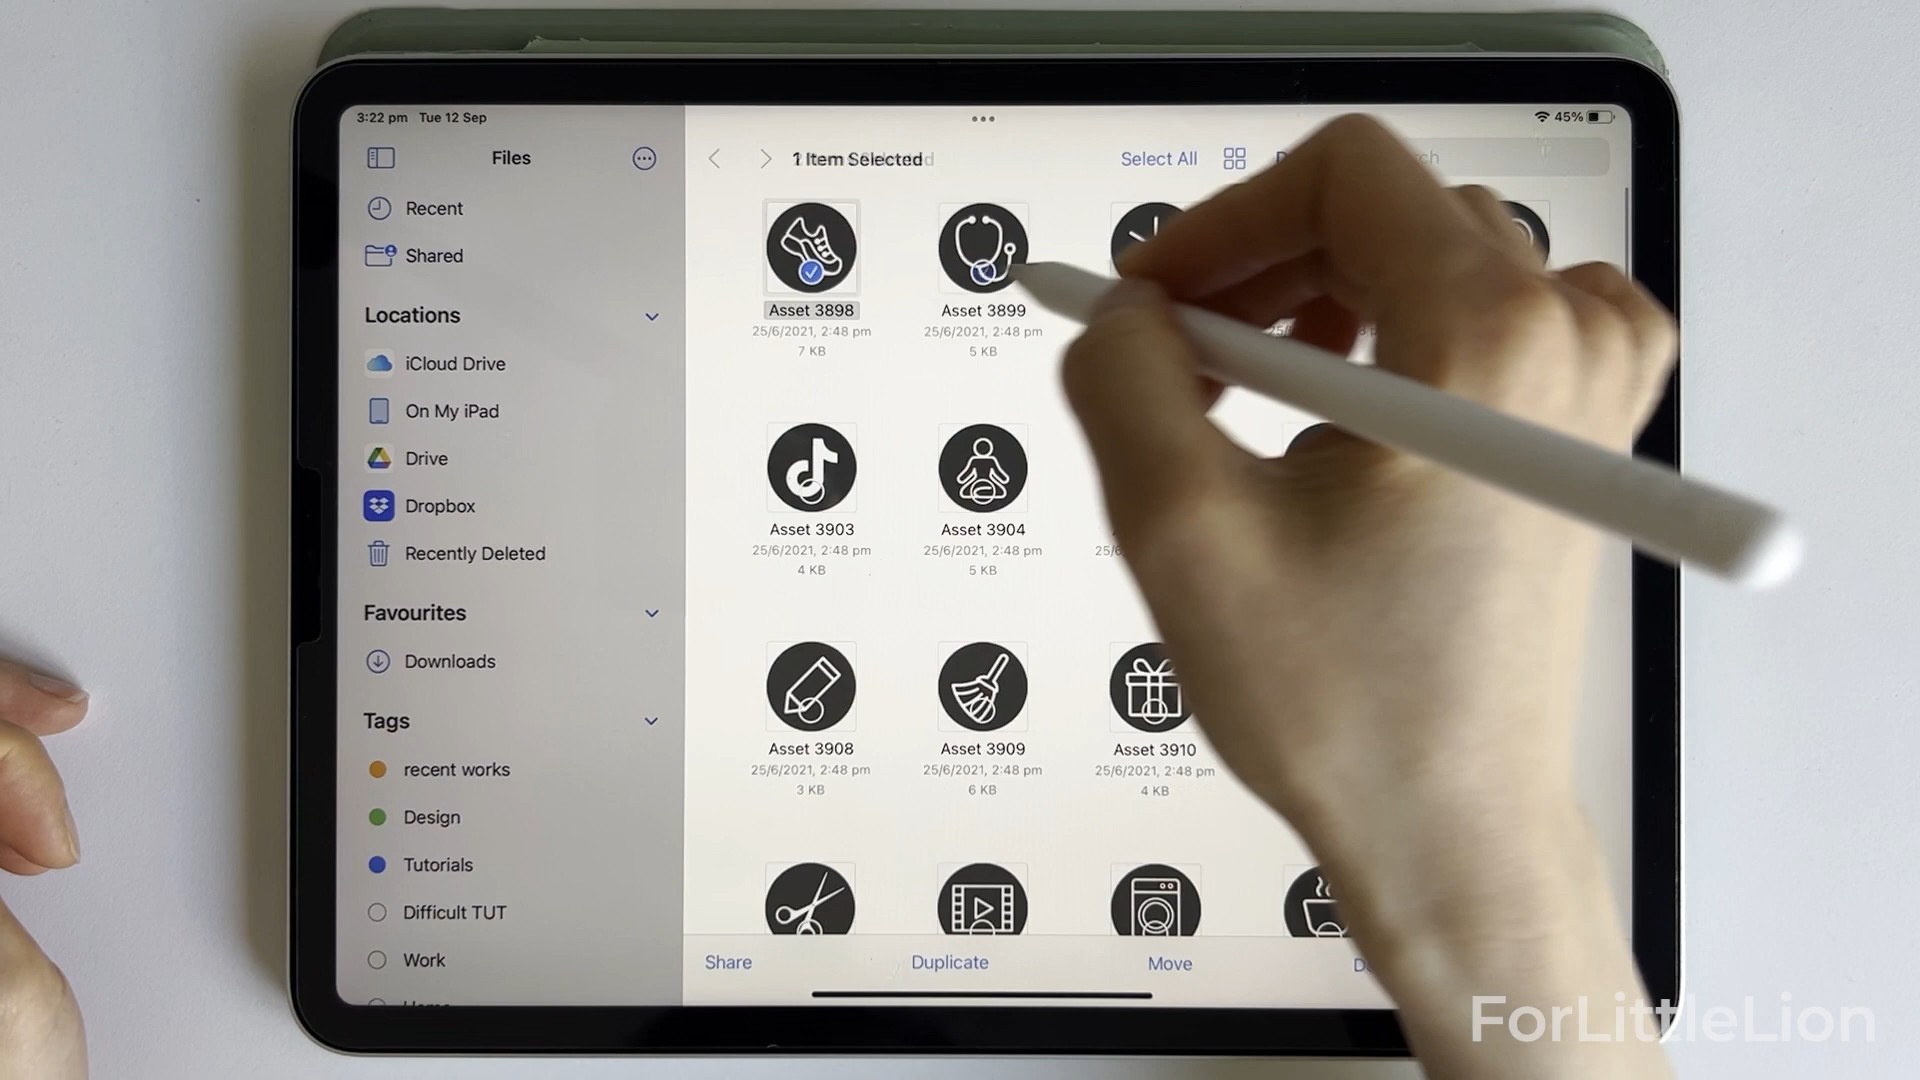 3:22 pm Tue 12 Sep
45%
Files
1 Item Selected
Select All
Recent
Shared
Locations
iCloud Drive
On My iPad
Drive
Dropbox
Recently Deleted
Favourites
Downloads
Tags
recent works
Design
Tutorials
Difficult TUT
Work
Asset 3898
Asset 3899
25/6/2021, 2:48 pm
25/6/2021, 2:48 pm
7 KB
5 KB
Asset 3903
Asset 3904
25/6/2021, 2:48 pm
25/6/2021, 2:48 pm
4 KB
5 KB
Asset 3908
Asset 3909
Asset 3910
25/6/2021, 2:48 pm
25/6/2021, 2:48 pm
25/6/2021, 2:48 pm
3 KB
6 KB
4 KB
Share
Duplicate
Move
ForLittleLion